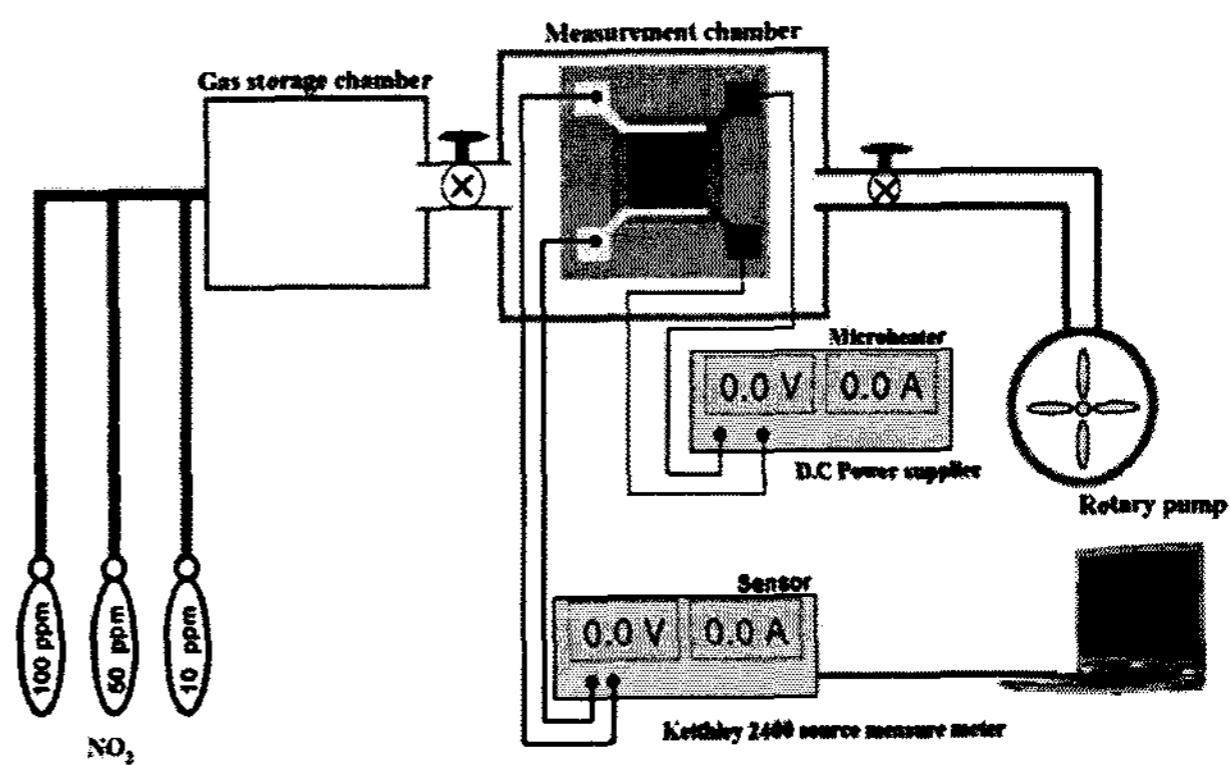 Measurement chamber
Gas storage chamber
Microheater
0.0 V 0.0 A
D.C Power supplier
Rotary pump
Sensor
0.0 V 0.0 A
100 ppm
50 ppm
10 ppm
Keithley 2400 source measure meter
NO₂